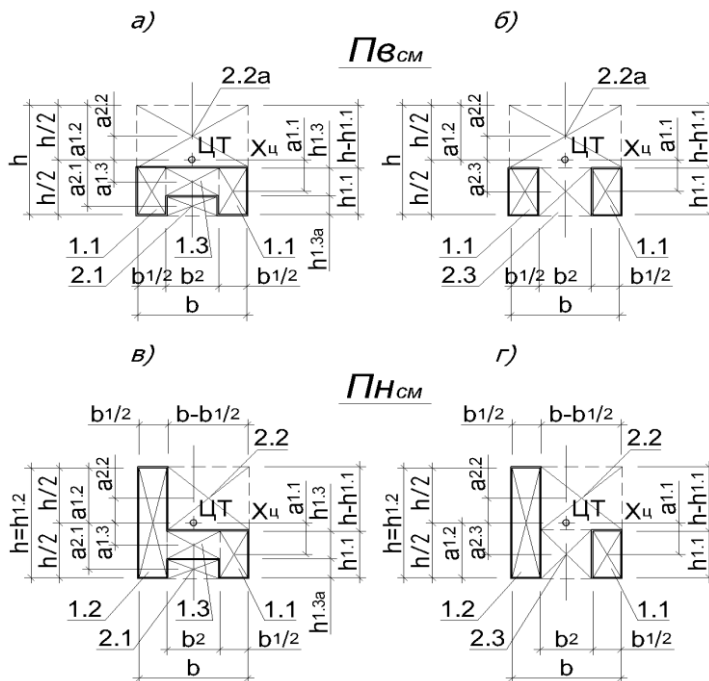 а)
б)
Пвсм
2.2а
2.2а
h
h/2
h/2
a1.2
a2.1
a2.2
a1.3
ЦТ
Xц
a1.1
h1.3
h1.3а
h-h1.1
h1.1
h
h/2
h/2
a2.2
a2.3
ЦТ
Xц
a1.1
h-h1.1
h1.1
1.1
2.1
1.3
1.1
1.1
2.3
1.1
b1/2
b2
b1/2
b1/2
b2
b1/2
b
b
в)
г)
Пнсм
b1/2
b-b1/2
b1/2
b-b1/2
2.2
2.2
h=h1.2
h/2
h/2
a1.2
a2.1
a2.2
a1.3
ЦТ
Xц
a1.1
h1.3
h1.3а
h-h1.1
h1.1
h=h1.2
h/2
h/2
a1.2
a2.2
a2.3
ЦТ
Xц
a1.1
h-h1.1
h1.1
1.2
2.1
1.3
1.1
1.2
2.3
1.1
b2
b1/2
b2
b1/2
b
b